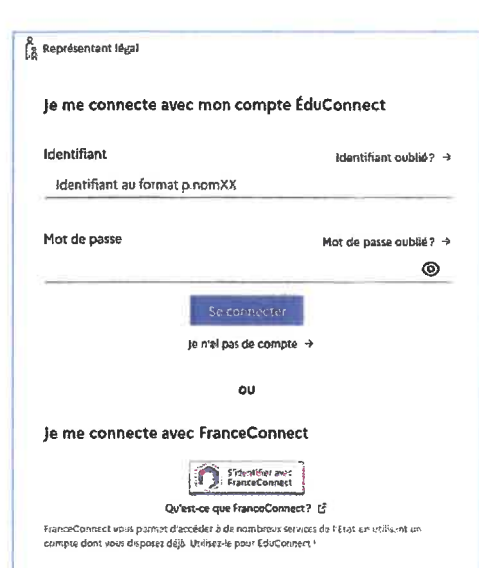 Représentant légal
Je me connecte avec mon compte ÉduConnect
Identifiant
Identifiant oublié? →
Identifiant au format p.nomXX
Mot de passe
Mot de passe oublié? →
Se connecter
Je n'ai pas de compte →
OU
Je me connecte avec FranceConnect
S'identifier avec
FranceConnect
Qu'est-ce que FranceConnect?
FranceConnect vous permet d'accéder à de nombreux services de l'Etat en utilisant un
compte dont vous disposez déjà. Utilisez-le pour EduConnect !